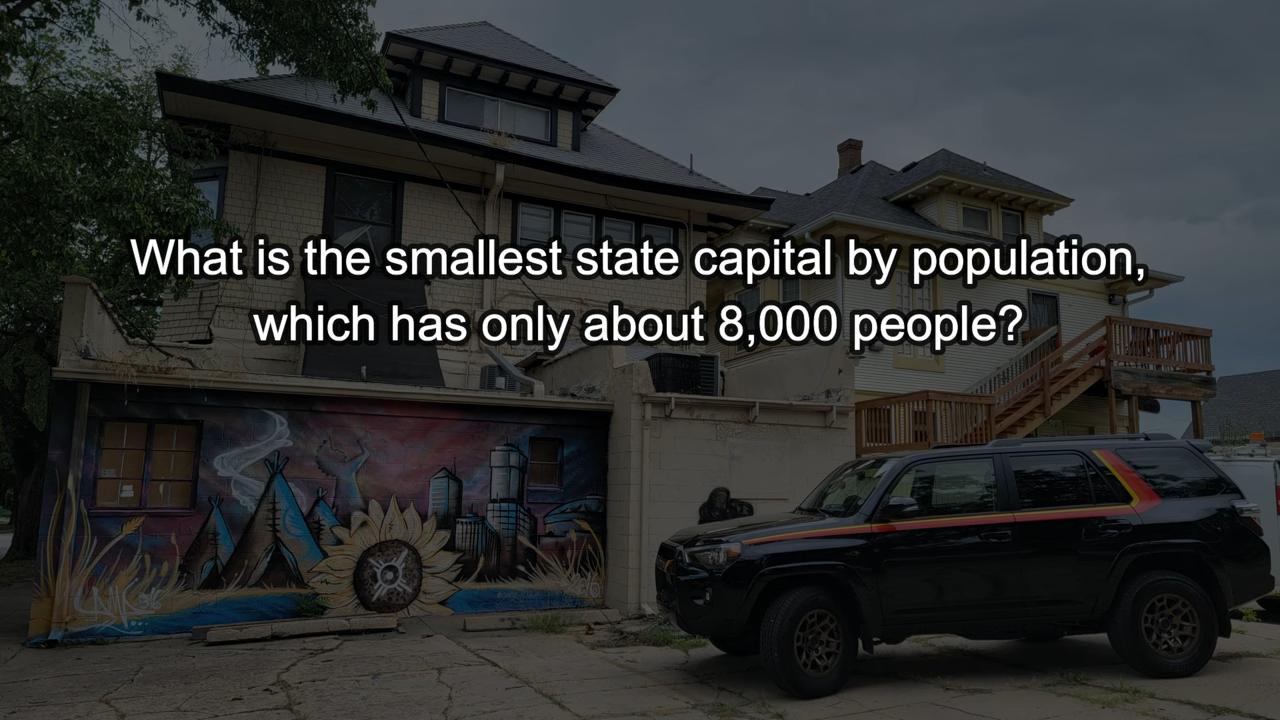 What is the smallest state capital by population,
which has only about 8,000 people?